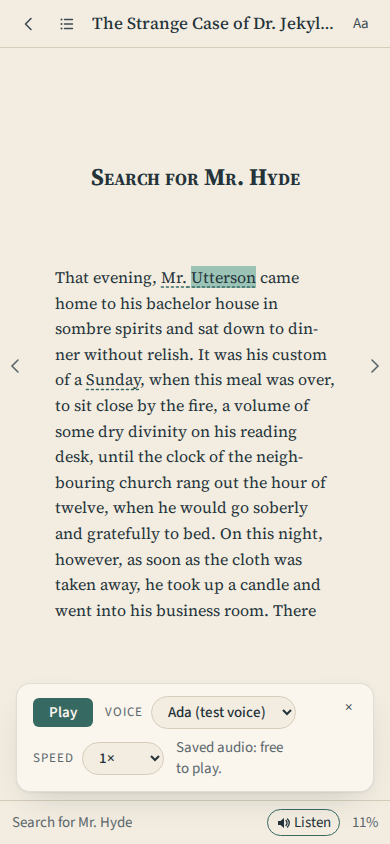 The Strange Case of Dr. Jekyl...
Aa
Search for Mr. Hyde
That evening, Mr. Utterson came
home to his bachelor house in
sombre spirits and sat down to din-
ner without relish. It was his custom
of a Sunday, when this meal was over,
to sit close by the fire, a volume of
some dry divinity on his reading
desk, until the clock of the neigh-
bouring church rang out the hour of
twelve, when he would go soberly
and gratefully to bed. On this night,
however, as soon as the cloth was
taken away, he took up a candle and
went into his business room. There
Play
VOICE
Ada (test voice)
×
SPEED
1×
Saved audio: free
to play.
Search for Mr. Hyde
Listen
11%